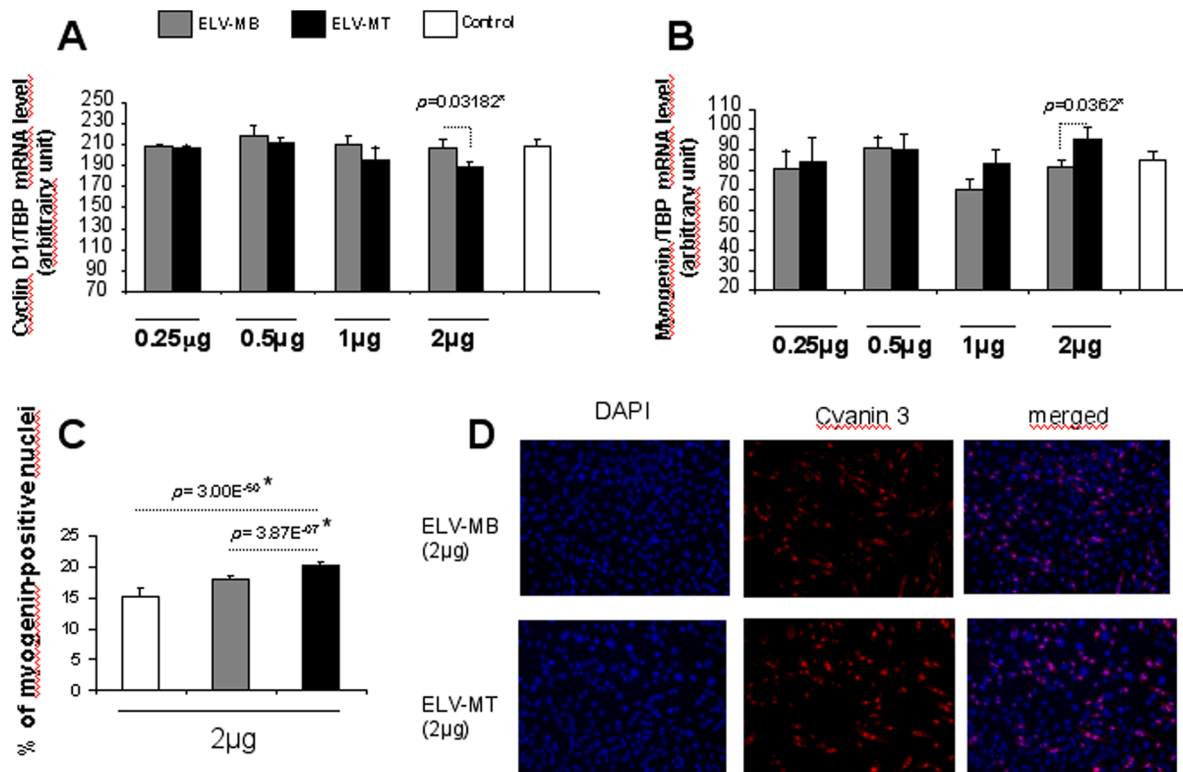 A
ELV-MB
ELV-MT
Control
Cyclin D1/TBP mRNA level
(arbitrairy unit)
250
230
210
190
170
150
130
110
90
70
p=0.03182*
0.25µg
0.5µg
1µg
2µg
B
Myogenin/TBP mRNA level
(arbitrary unit)
110
100
90
80
70
60
50
40
30
20
p=0.0362*
0.25µg
0.5µg
1µg
2µg
C
% of myogenin-positive nuclei
25
20
15
10
5
0
p= 3.00E-50 *
p= 3.87E-07 *
2µg
D
DAPI
Cyanin 3
merged
ELV-MB
(2µg)
ELV-MT
(2µg)